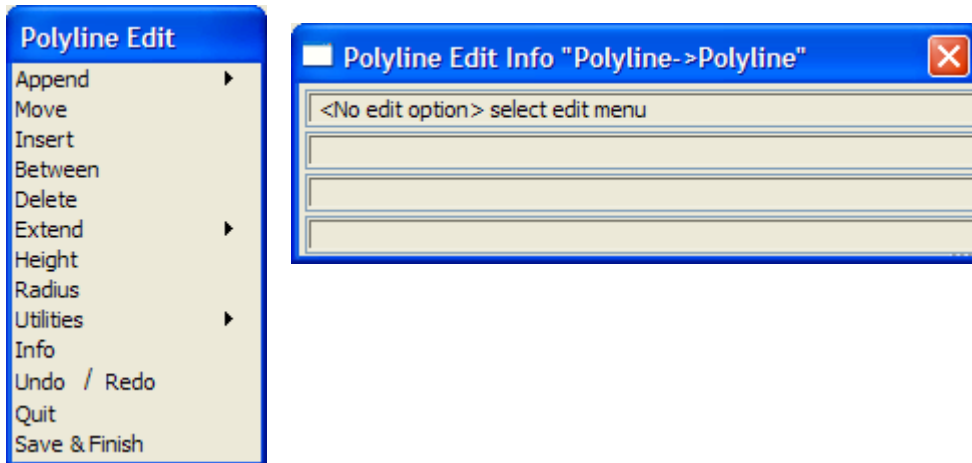 Polyline Edit
Append
Move
Insert
Between
Delete
Extend
Height
Radius
Utilities
Info
Undo / Redo
Quit
Save & Finish
Polyline Edit Info "Polyline->Polyline"
<No edit option> select edit menu